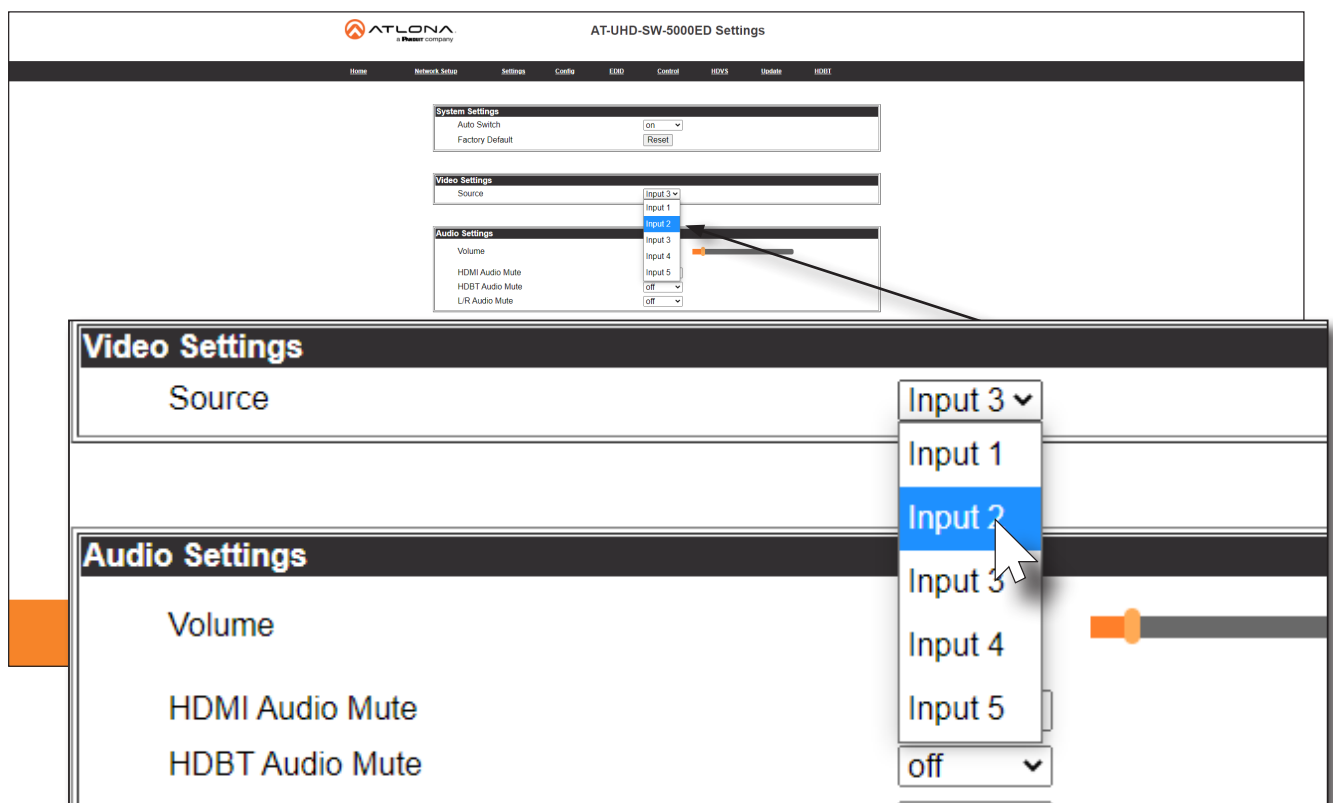 ATLONA.
a PANDUIT company
AT-UHD-SW-5000ED Settings
Home Network Setup Settings Config EDID Control HDVS Update HDBT
System Settings
Auto Switch on
Factory Default Reset
Video Settings
Source Input 3
Input 1
Input 2
Audio Settings
Input 3
Volume
Input 4
HDMI Audio Mute Input 5
HDBT Audio Mute off
L/R Audio Mute off
Video Settings
Source Input 3
Input 1
Input 2
Audio Settings
Input 3
Volume
Input 4
HDMI Audio Mute Input 5
HDBT Audio Mute off